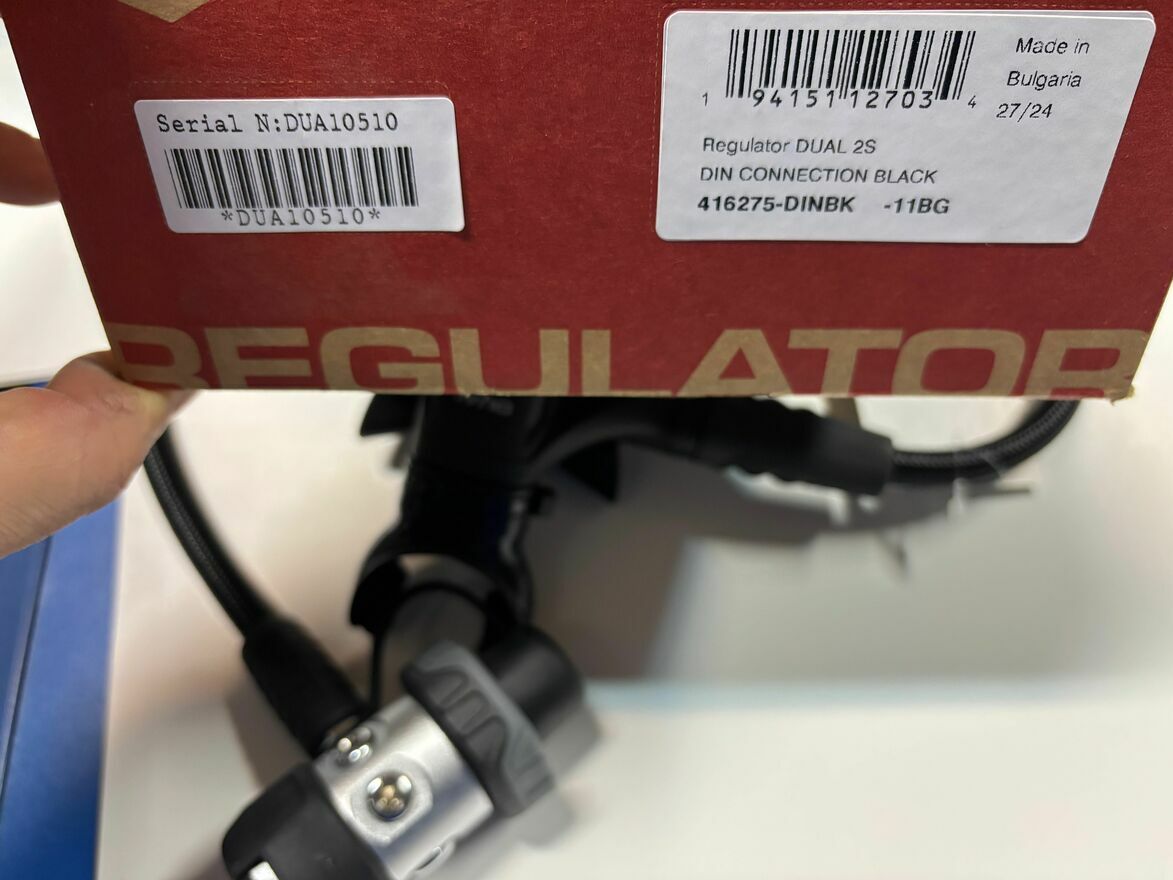 Serial N:DUA10510
*DUA10510*
1 94151 12703 4
Made in
Bulgaria
27/24
Regulator DUAL 2S
DIN CONNECTION BLACK
416275-DINBK -11BG
REGULATOR